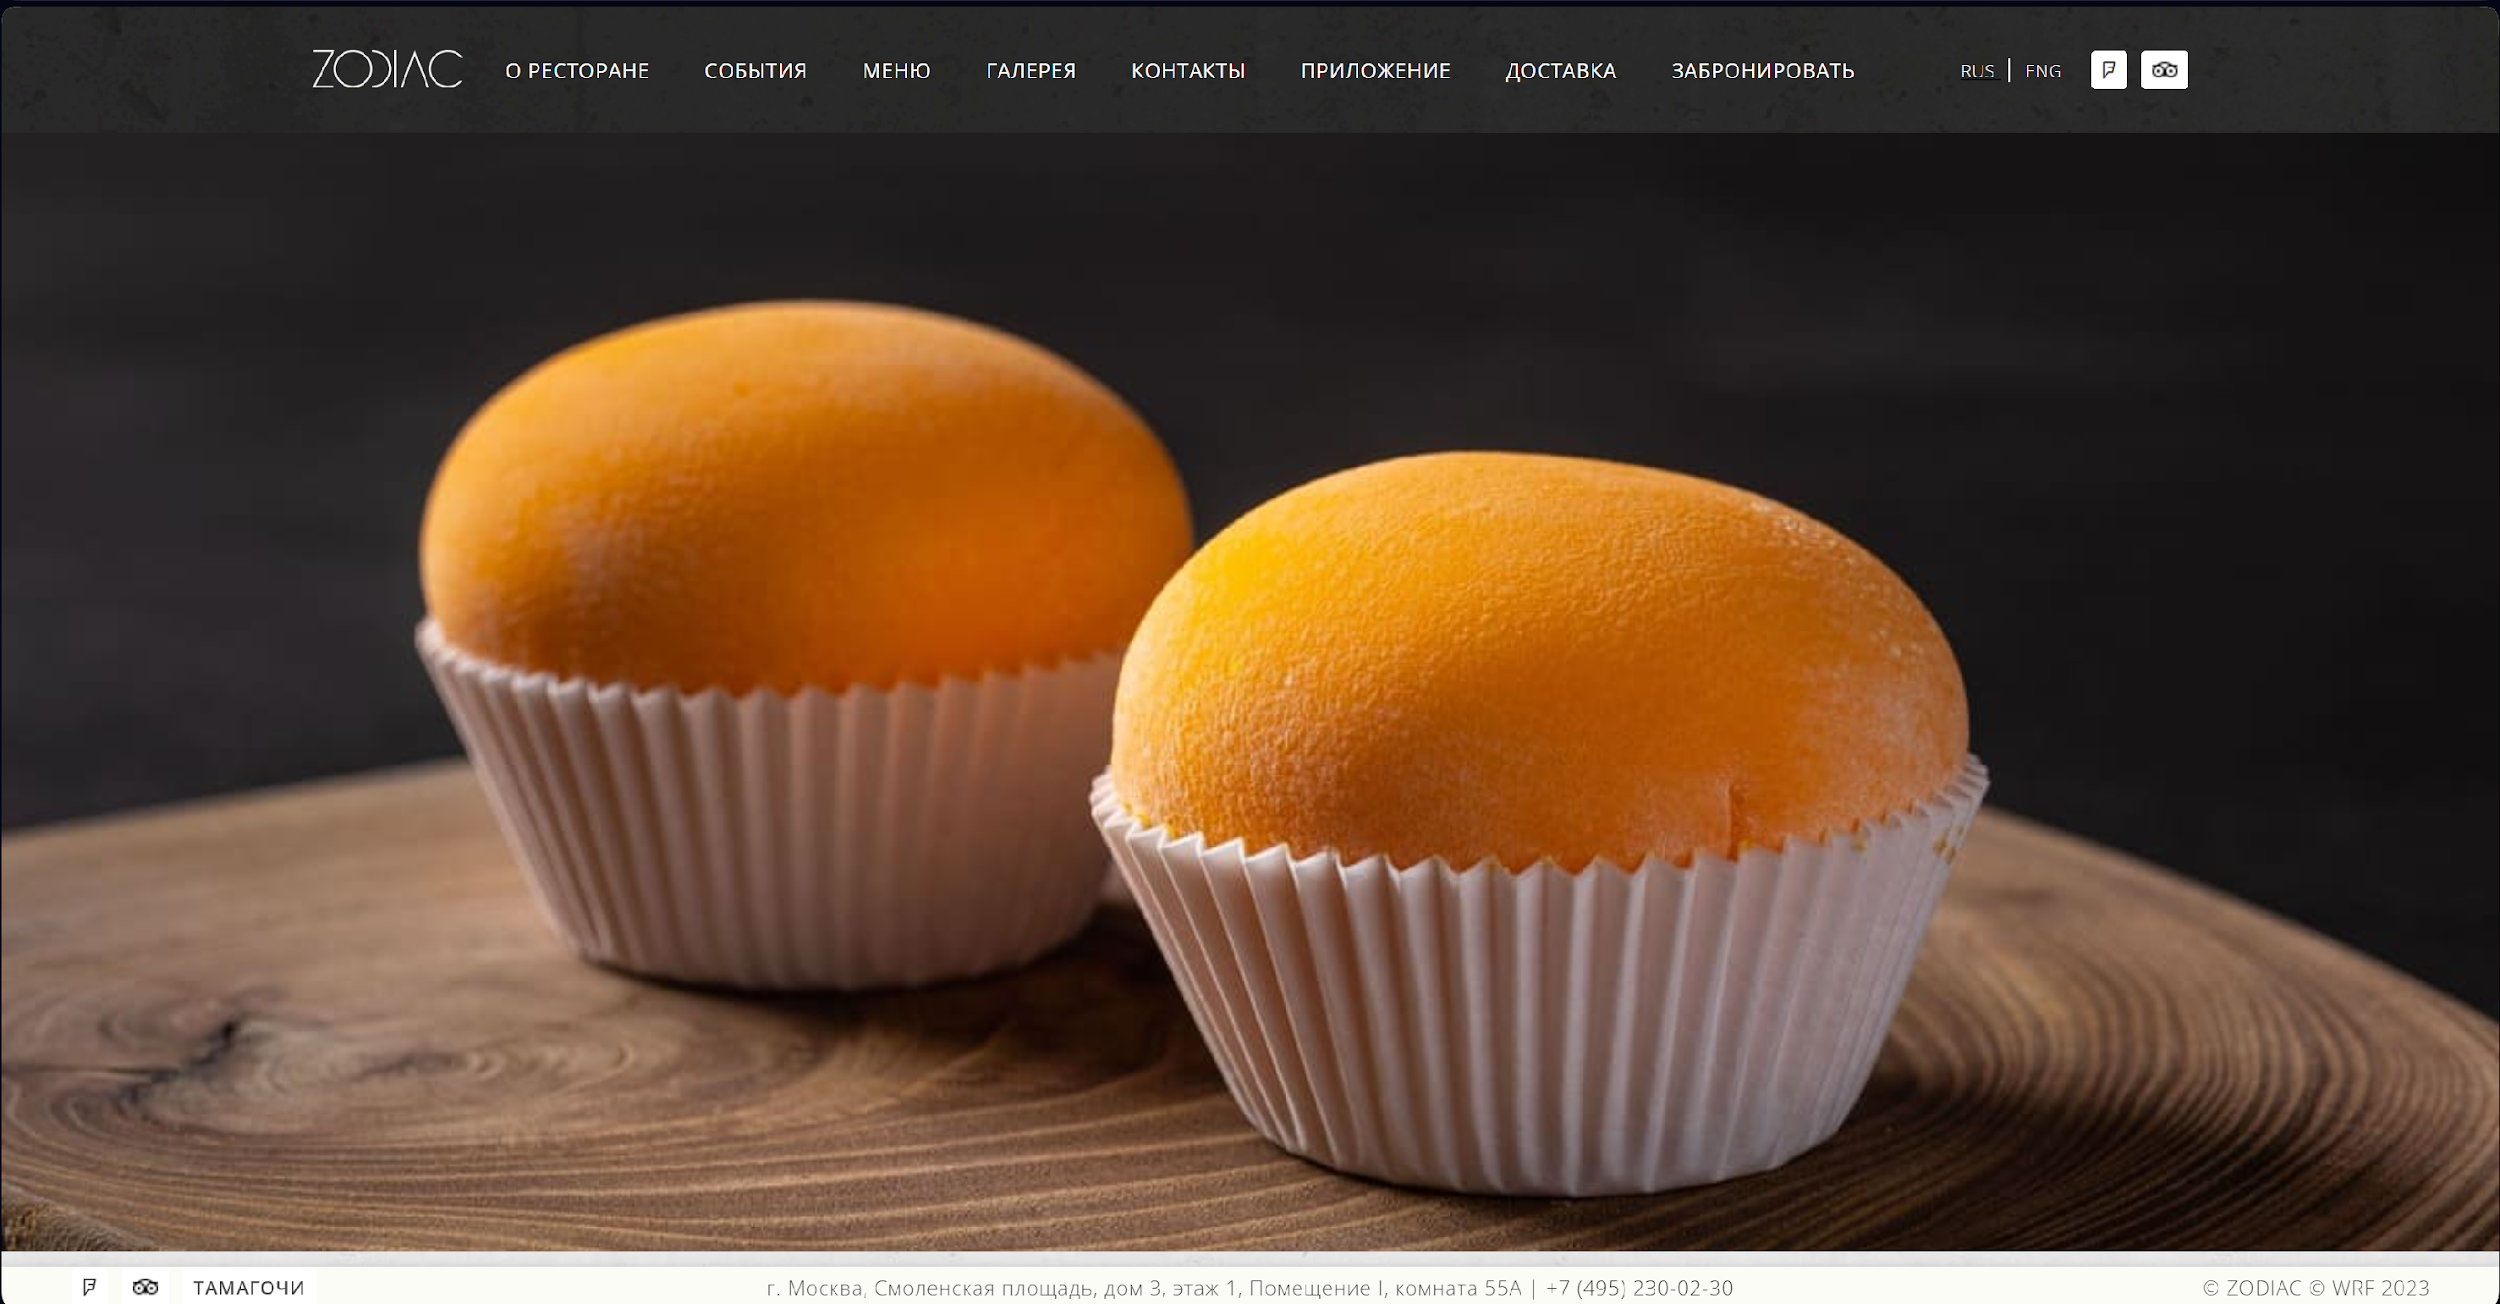 ZODIAC О РЕСТОРАНЕ СОБЫТИЯ МЕНЮ ГАЛЕРЕЯ КОНТАКТЫ ПРИЛОЖЕНИЕ ДОСТАВКА ЗАБРОНИРОВАТЬ RUS | ENG
ТАМАГОЧИ г. Москва, Смоленская площадь, дом 3, этаж 1, Помещение I, комната 55А | +7 (495) 230-02-30 © ZODIAC © WRF 2023